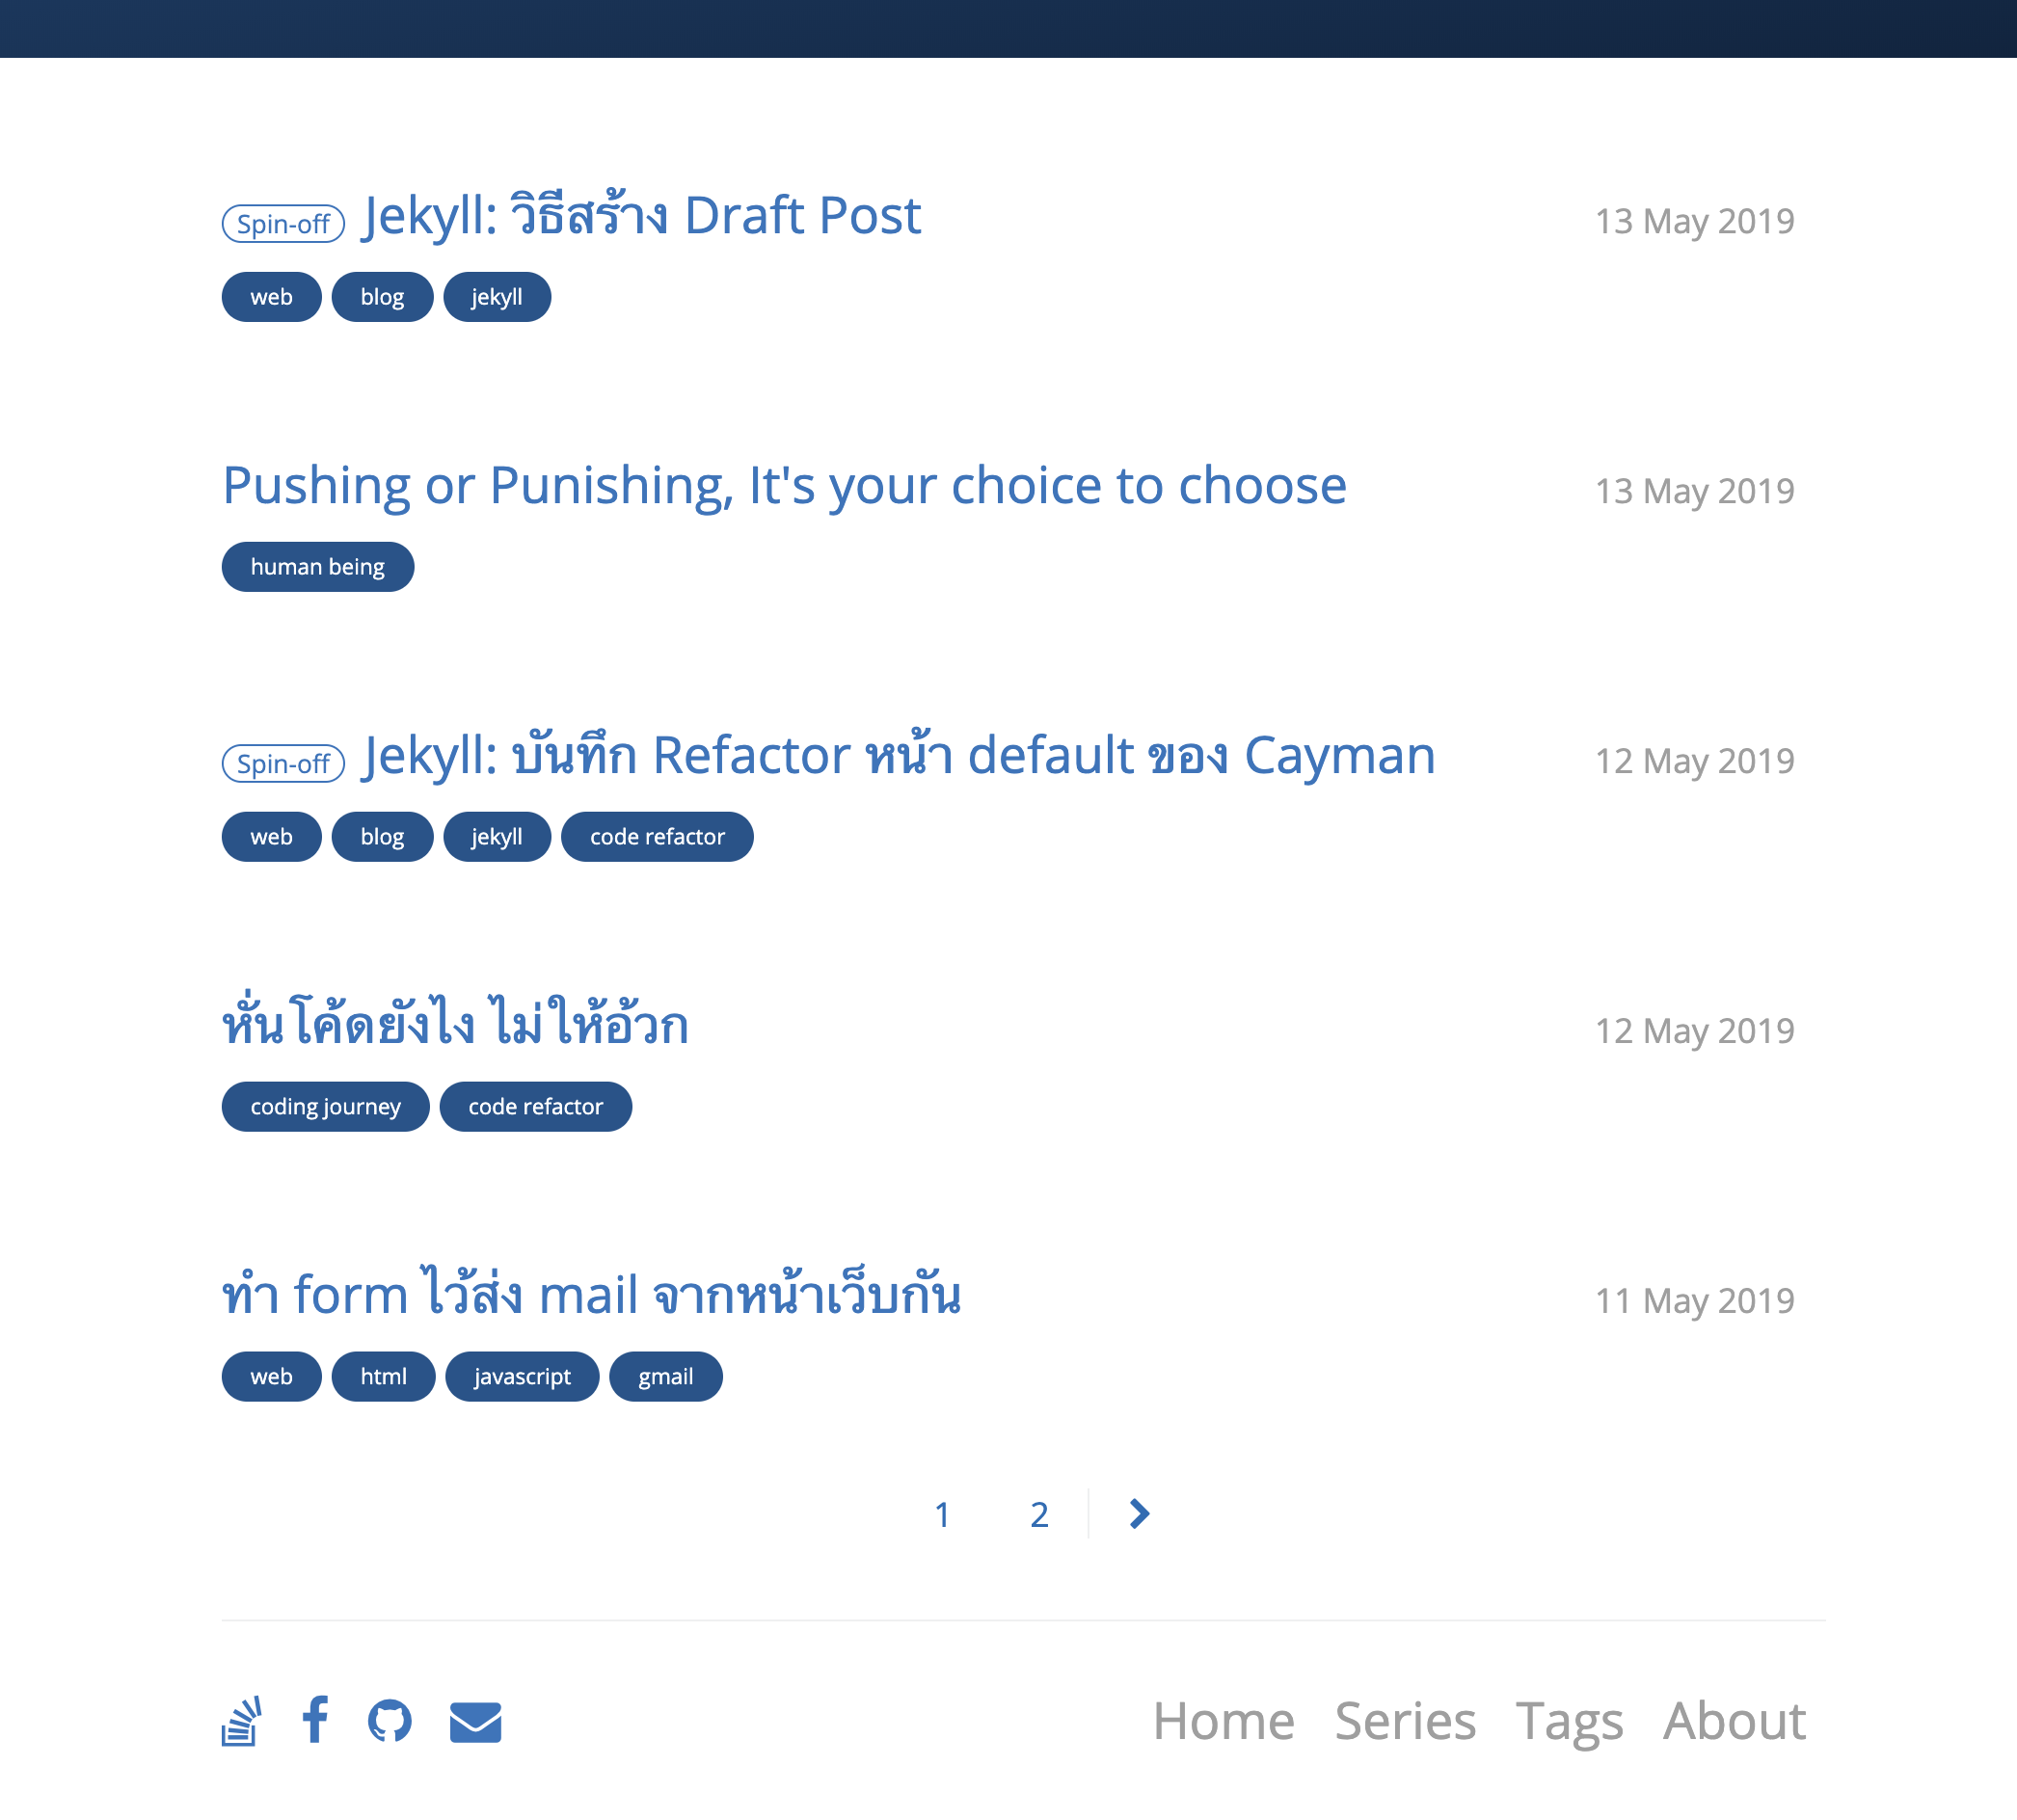 Spin-off Jekyll: วิธีสร้าง Draft Post 13 May 2019
web blog jekyll
Pushing or Punishing, It's your choice to choose 13 May 2019
human being
Spin-off Jekyll: บันทึก Refactor หน้า default ของ Cayman 12 May 2019
web blog jekyll code refactor
หั่นโค้ดยังไง ไม่ให้อ้วก 12 May 2019
coding journey code refactor
ทำ form ไว้ส่ง mail จากหน้าเว็บกัน 11 May 2019
web html javascript gmail
1 2
Home Series Tags About